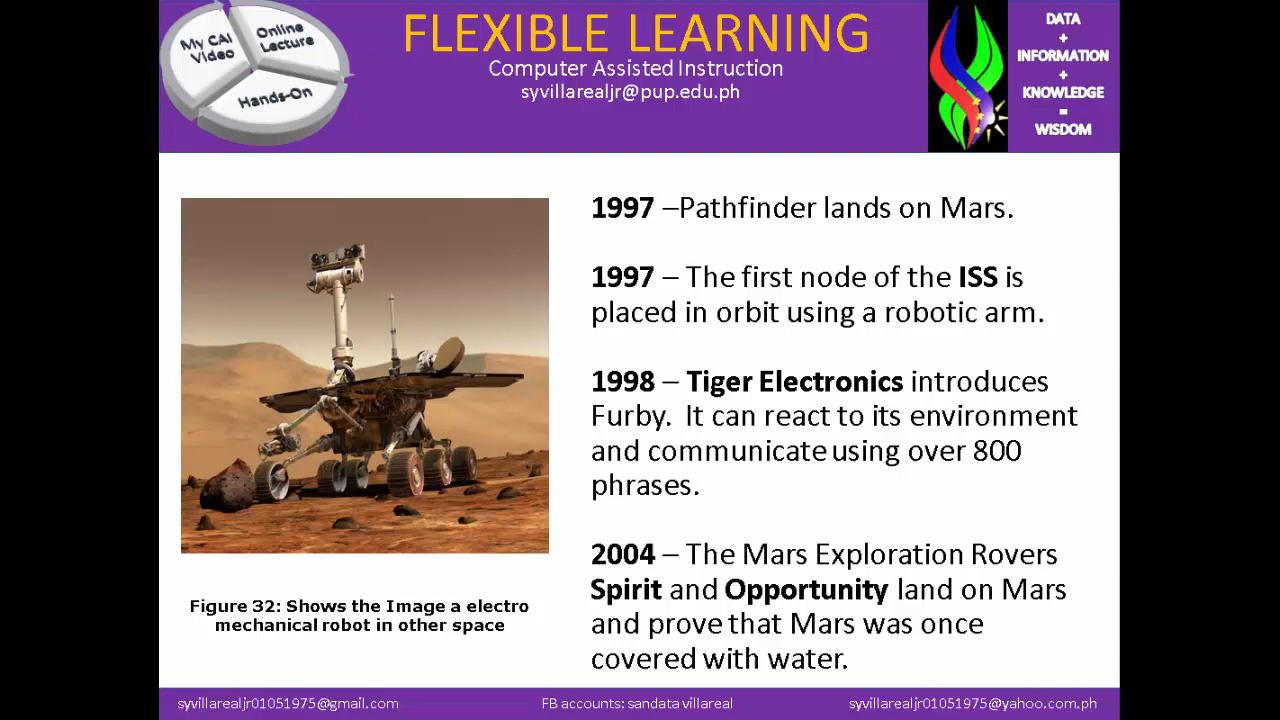 My CAI
Video
Online
Lecture
Hands-On
FLEXIBLE LEARNING
Computer Assisted Instruction
syvillarealjr@pup.edu.ph
DATA
+
INFORMATION
+
KNOWLEDGE
=
WISDOM
1997 –Pathfinder lands on Mars.
1997 – The first node of the ISS is
placed in orbit using a robotic arm.
1998 – Tiger Electronics introduces
Furby. It can react to its environment
and communicate using over 800
phrases.
2004 – The Mars Exploration Rovers
Spirit and Opportunity land on Mars
and prove that Mars was once
covered with water.
Figure 32: Shows the Image a electro
mechanical robot in other space
syvillarealjr01051975@gmail.com
FB accounts: sandata villareal
syvillarealjr01051975@yahoo.com.ph